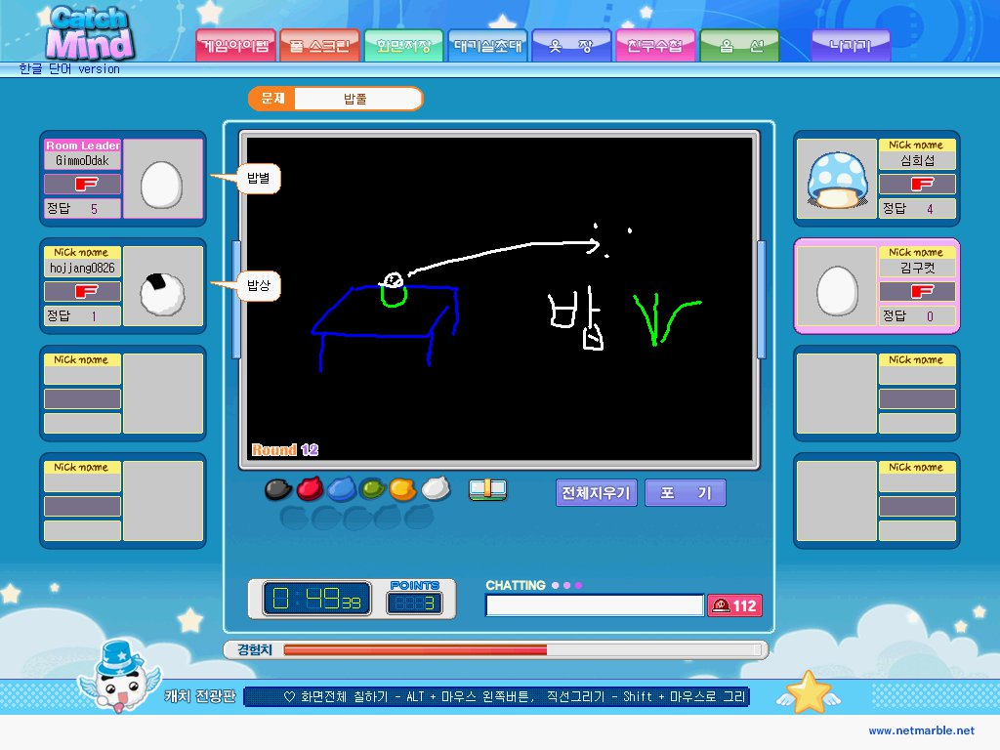 Catch Mind
게임아이템 풀 스크린 화면저장 대기실초대 옷 장 친구수첩 옵 션 나가기
한글 단어 version
문제 밥풀
Room Leader
GimmoDdak
정답 5
밥별
Nick name
심희섭
정답 4
Nick name
hojjang0826
정답 1
밥상
Nick name
김구컷
정답 0
밥
Nick name
Nick name
Nick name
Nick name
Round 12
전체지우기 포 기
0:49 39
POINTS
3
CHATTING
112
경험치
캐치 전광판
♡ 화면전체 칠하기 - ALT + 마우스 왼쪽버튼, 직선그리기 - Shift + 마우스로 그리
www.netmarble.net